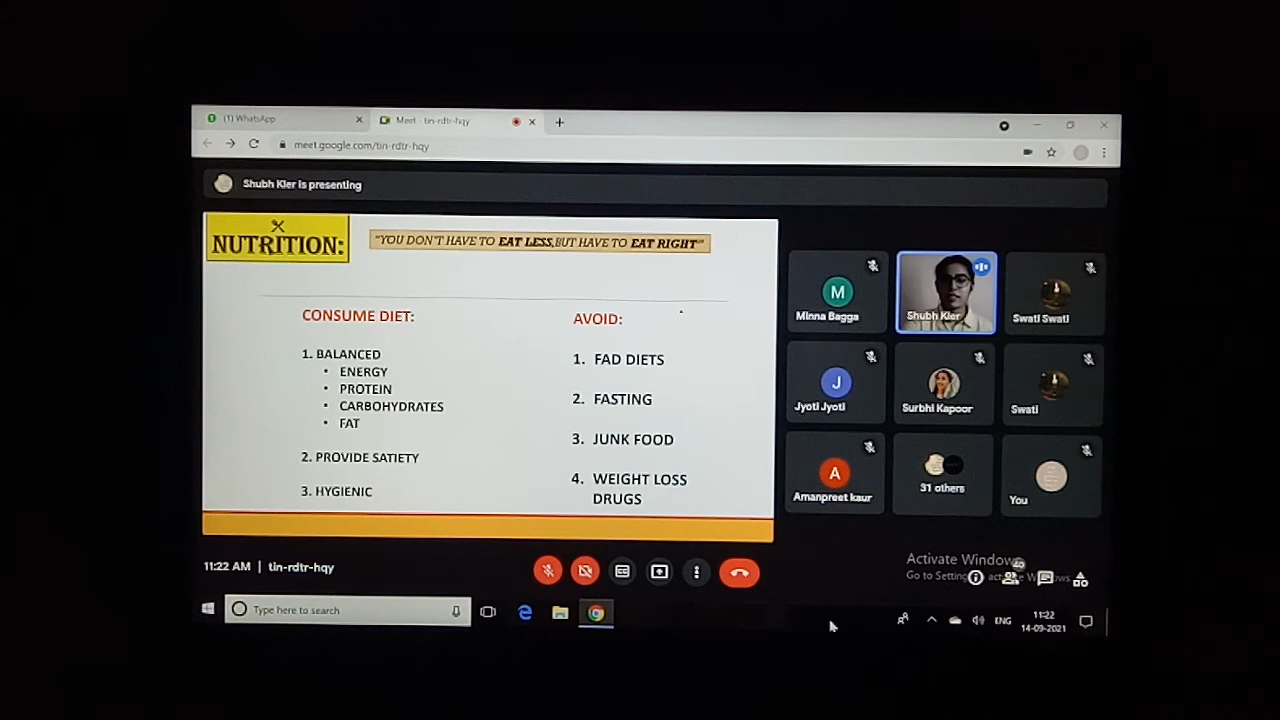 (1) WhatsApp
Meet - tin-rdtr-hqy
meet.google.com/tin-rdtr-hqy
Shubh Kler is presenting
NUTRITION:
"YOU DON'T HAVE TO EAT LESS,BUT HAVE TO EAT RIGHT"
CONSUME DIET:
1. BALANCED
• ENERGY
• PROTEIN
• CARBOHYDRATES
• FAT
2. PROVIDE SATIETY
3. HYGIENIC
AVOID:
1. FAD DIETS
2. FASTING
3. JUNK FOOD
4. WEIGHT LOSS
DRUGS
M
Minna Bagga
Shubh Kler
Swati Swati
J
Jyoti Jyoti
Surbhi Kapoor
Swati
A
Amanpreet kaur
31 others
You
11:22 AM | tin-rdtr-hqy
Activate Windows
Go to Setting
40
Type here to search
ENG
11:22
14-09-2021